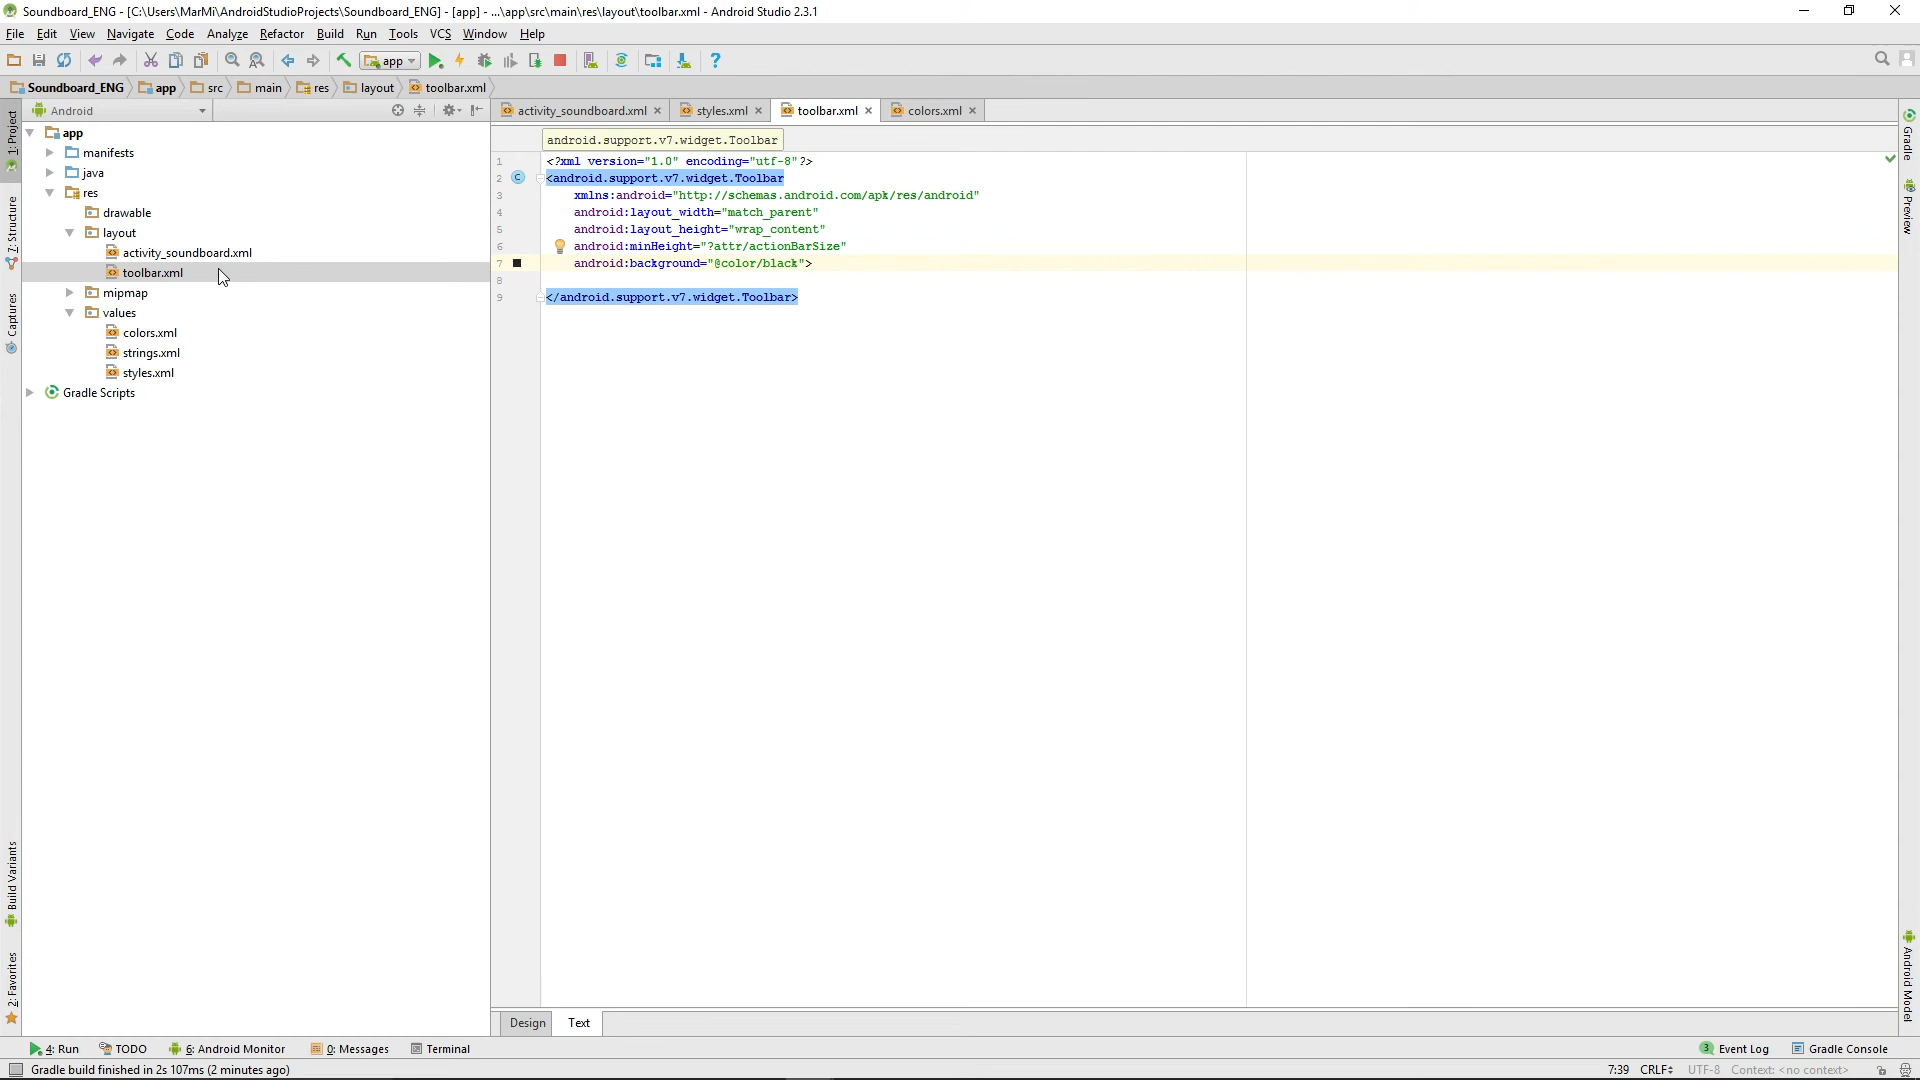 Soundboard_ENG - [C:\Users\MarMi\AndroidStudioProjects\Soundboard_ENG] - [app] - ...\app\src\main\res\layout\toolbar.xml - Android Studio 2.3.1
File Edit View Navigate Code Analyze Refactor Build Run Tools VCS Window Help
app
Soundboard_ENG app src main res layout toolbar.xml
Android
activity_soundboard.xml styles.xml toolbar.xml colors.xml
android.support.v7.widget.Toolbar
app
manifests
java
res
drawable
layout
activity_soundboard.xml
toolbar.xml
mipmap
values
colors.xml
strings.xml
styles.xml
Gradle Scripts
1 <?xml version="1.0" encoding="utf-8"?>
2 <android.support.v7.widget.Toolbar
3 xmlns:android="http://schemas.android.com/apk/res/android"
4 android:layout_width="match_parent"
5 android:layout_height="wrap_content"
6 android:minHeight="?attr/actionBarSize"
7 android:background="@color/black">
8
9 </android.support.v7.widget.Toolbar>
1: Project
7: Structure
Captures
Build Variants
2: Favorites
Gradle
Preview
Android Model
Design Text
4: Run TODO 6: Android Monitor 0: Messages Terminal
3 Event Log Gradle Console
Gradle build finished in 2s 107ms (2 minutes ago)
7:39 CRLF UTF-8 Context: <no context>